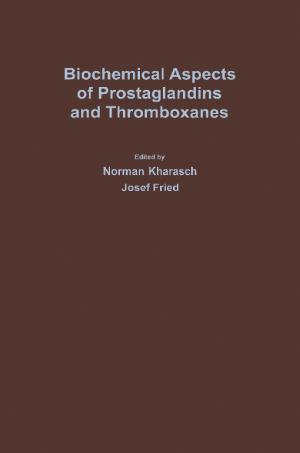 Biochemical Aspects
of Prostaglandins
and Thromboxanes
Edited by
Norman Kharasch
Josef Fried